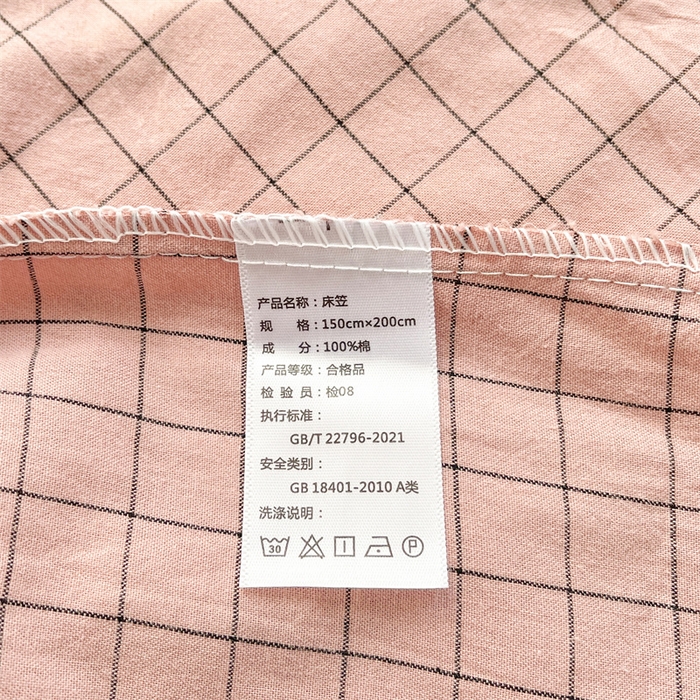 产品名称：床笠
规 格：150cm×200cm
成 分：100%棉
产品等级：合格品
检 验 员：检08
执行标准：
GB/T 22796-2021
安全类别：
GB 18401-2010 A类
洗涤说明：
30 P